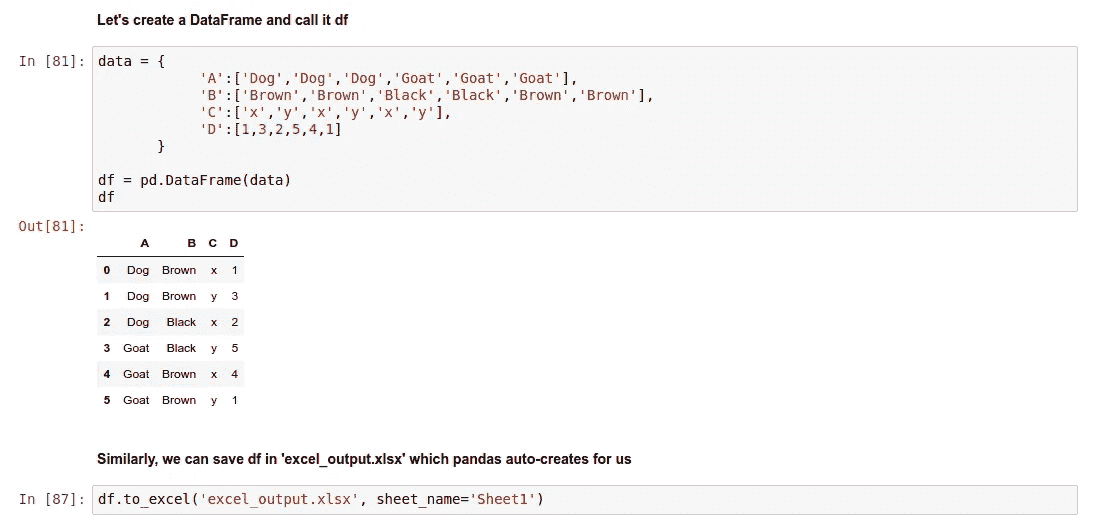 Let's create a DataFrame and call it df
In [81]: data = {
'A':['Dog','Dog','Dog','Goat','Goat','Goat'],
'B':['Brown','Brown','Black','Black','Brown','Brown'],
'C':['x','y','x','y','x','y'],
'D':[1,3,2,5,4,1]
}
df = pd.DataFrame(data)
df
Out[81]:
A B C D
0 Dog Brown x 1
1 Dog Brown y 3
2 Dog Black x 2
3 Goat Black y 5
4 Goat Brown x 4
5 Goat Brown y 1
Similarly, we can save df in 'excel_output.xlsx' which pandas auto-creates for us
In [87]: df.to_excel('excel_output.xlsx', sheet_name='Sheet1')